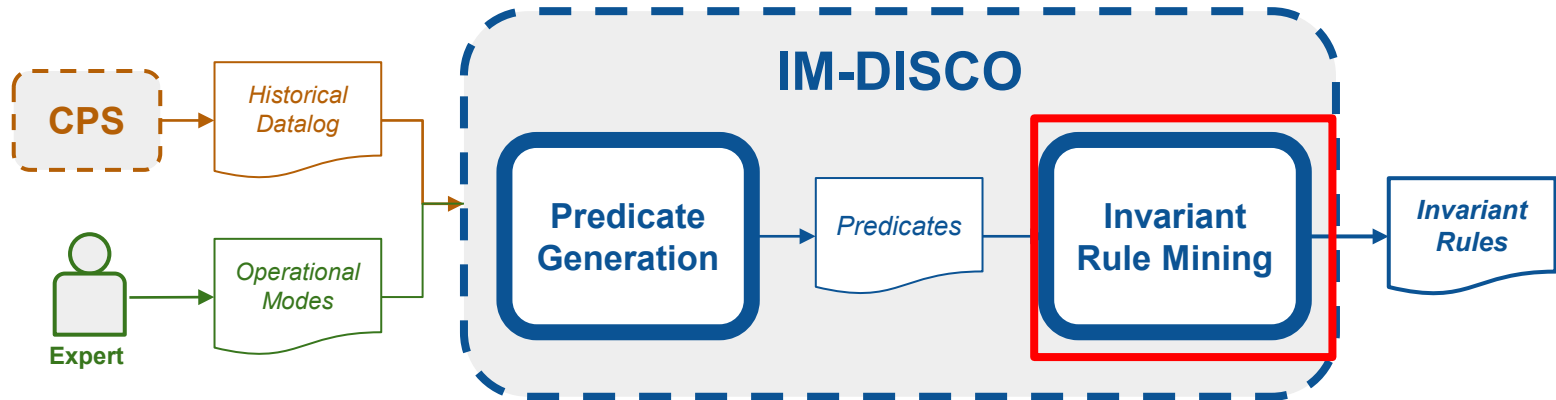 IM-DISCO
CPS
Historical
Datalog
Expert
Operational
Modes
Predicate
Generation
Predicates
Invariant
Rule Mining
Invariant
Rules